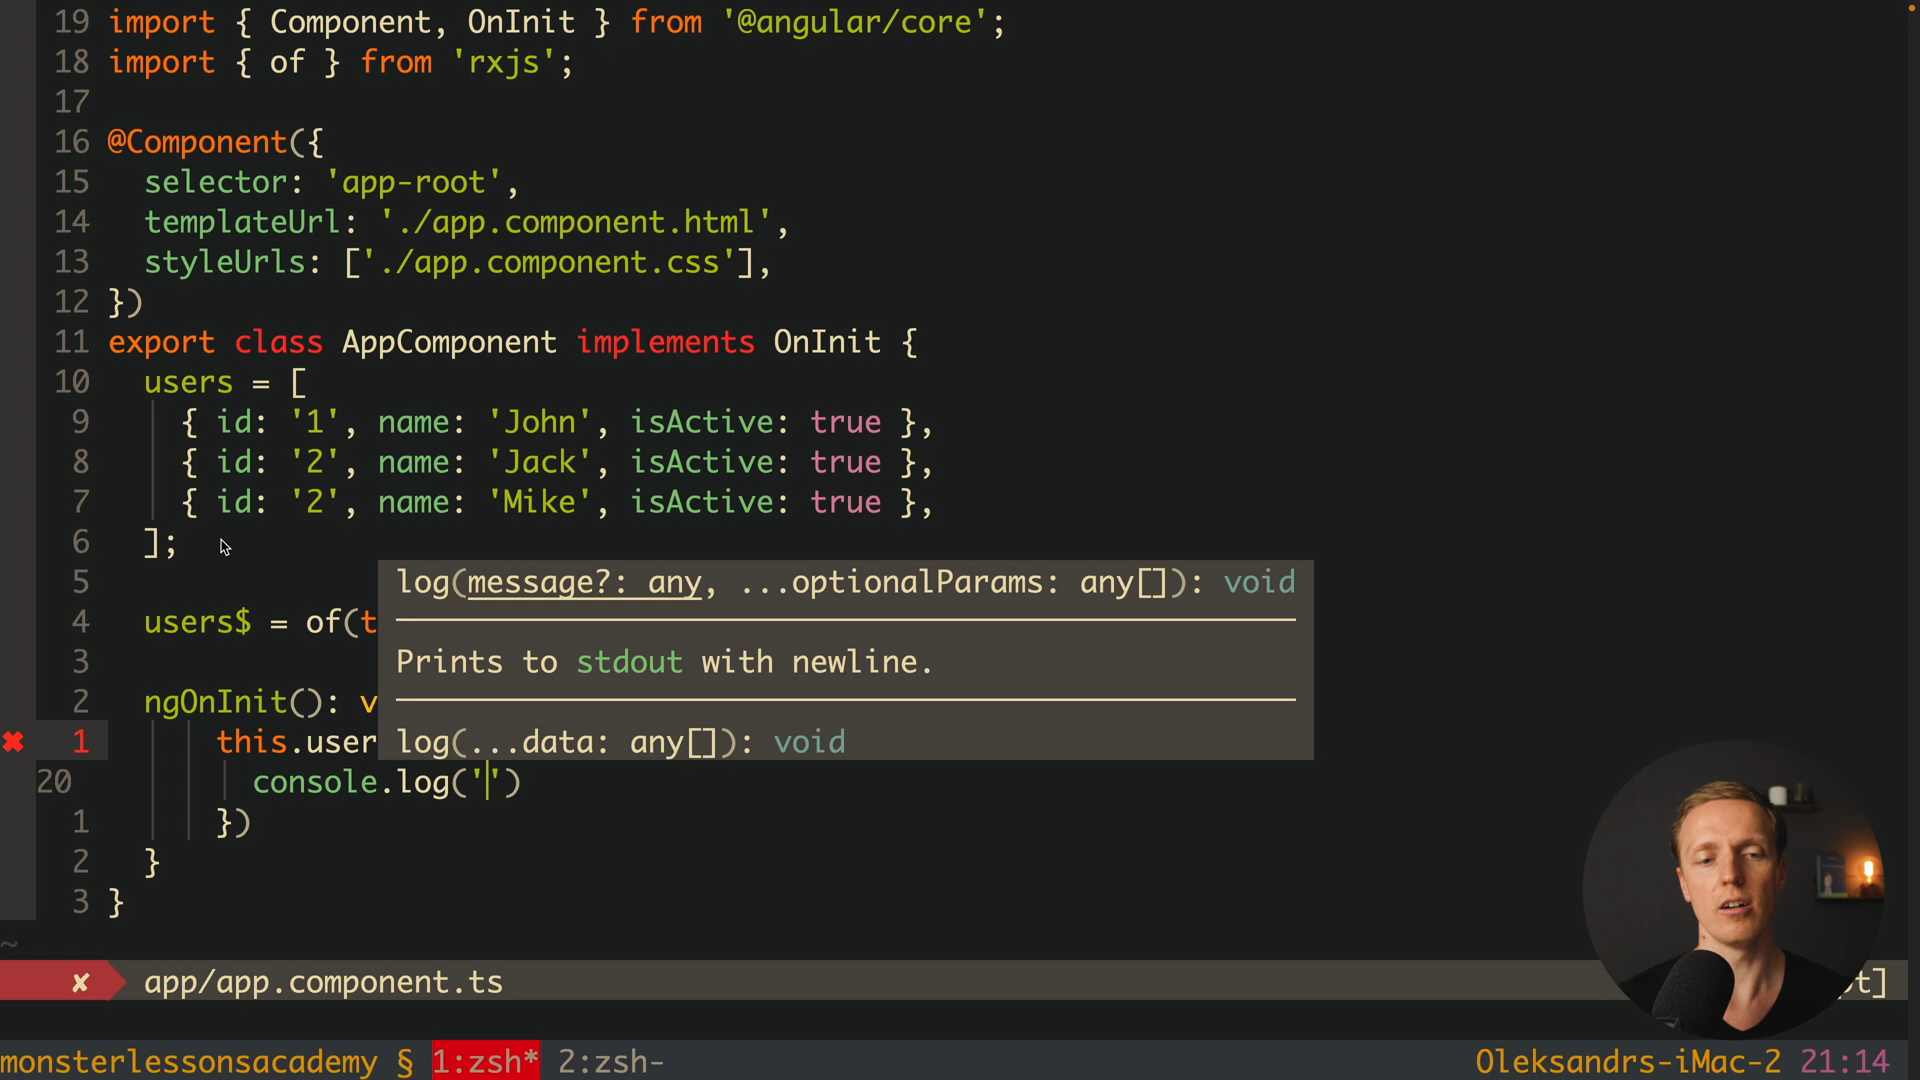 19 import { Component, OnInit } from '@angular/core';
18 import { of } from 'rxjs';
17
16 @Component({
15 selector: 'app-root',
14 templateUrl: './app.component.html',
13 styleUrls: ['./app.component.css'],
12 })
11 export class AppComponent implements OnInit {
10 users = [
9 { id: '1', name: 'John', isActive: true },
8 { id: '2', name: 'Jack', isActive: true },
7 { id: '2', name: 'Mike', isActive: true },
6 ];
5 log(message?: any, ...optionalParams: any[]): void
4 users$ = of(t
3 Prints to stdout with newline.
2 ngOnInit(): v
✖ 1 this.user log(...data: any[]): void
20 console.log('')
1 })
2 }
3 }
~
✘ app/app.component.ts t]
monsterlessonsacademy § 1:zsh* 2:zsh- Oleksandrs-iMac-2 21:14